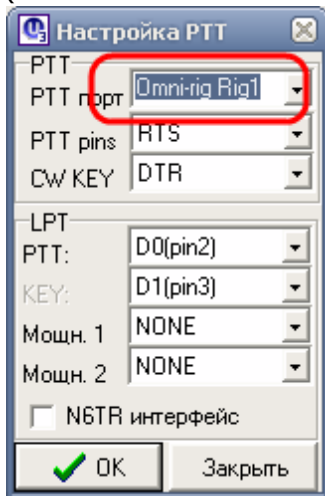 Настройка PTT
PTT
PTT порт Omni-rig Rig1
PTT pins RTS
CW KEY DTR
LPT
PTT: D0(pin2)
KEY: D1(pin3)
Мощн. 1 NONE
Мощн. 2 NONE
N6TR интерфейс
OK Закрыть